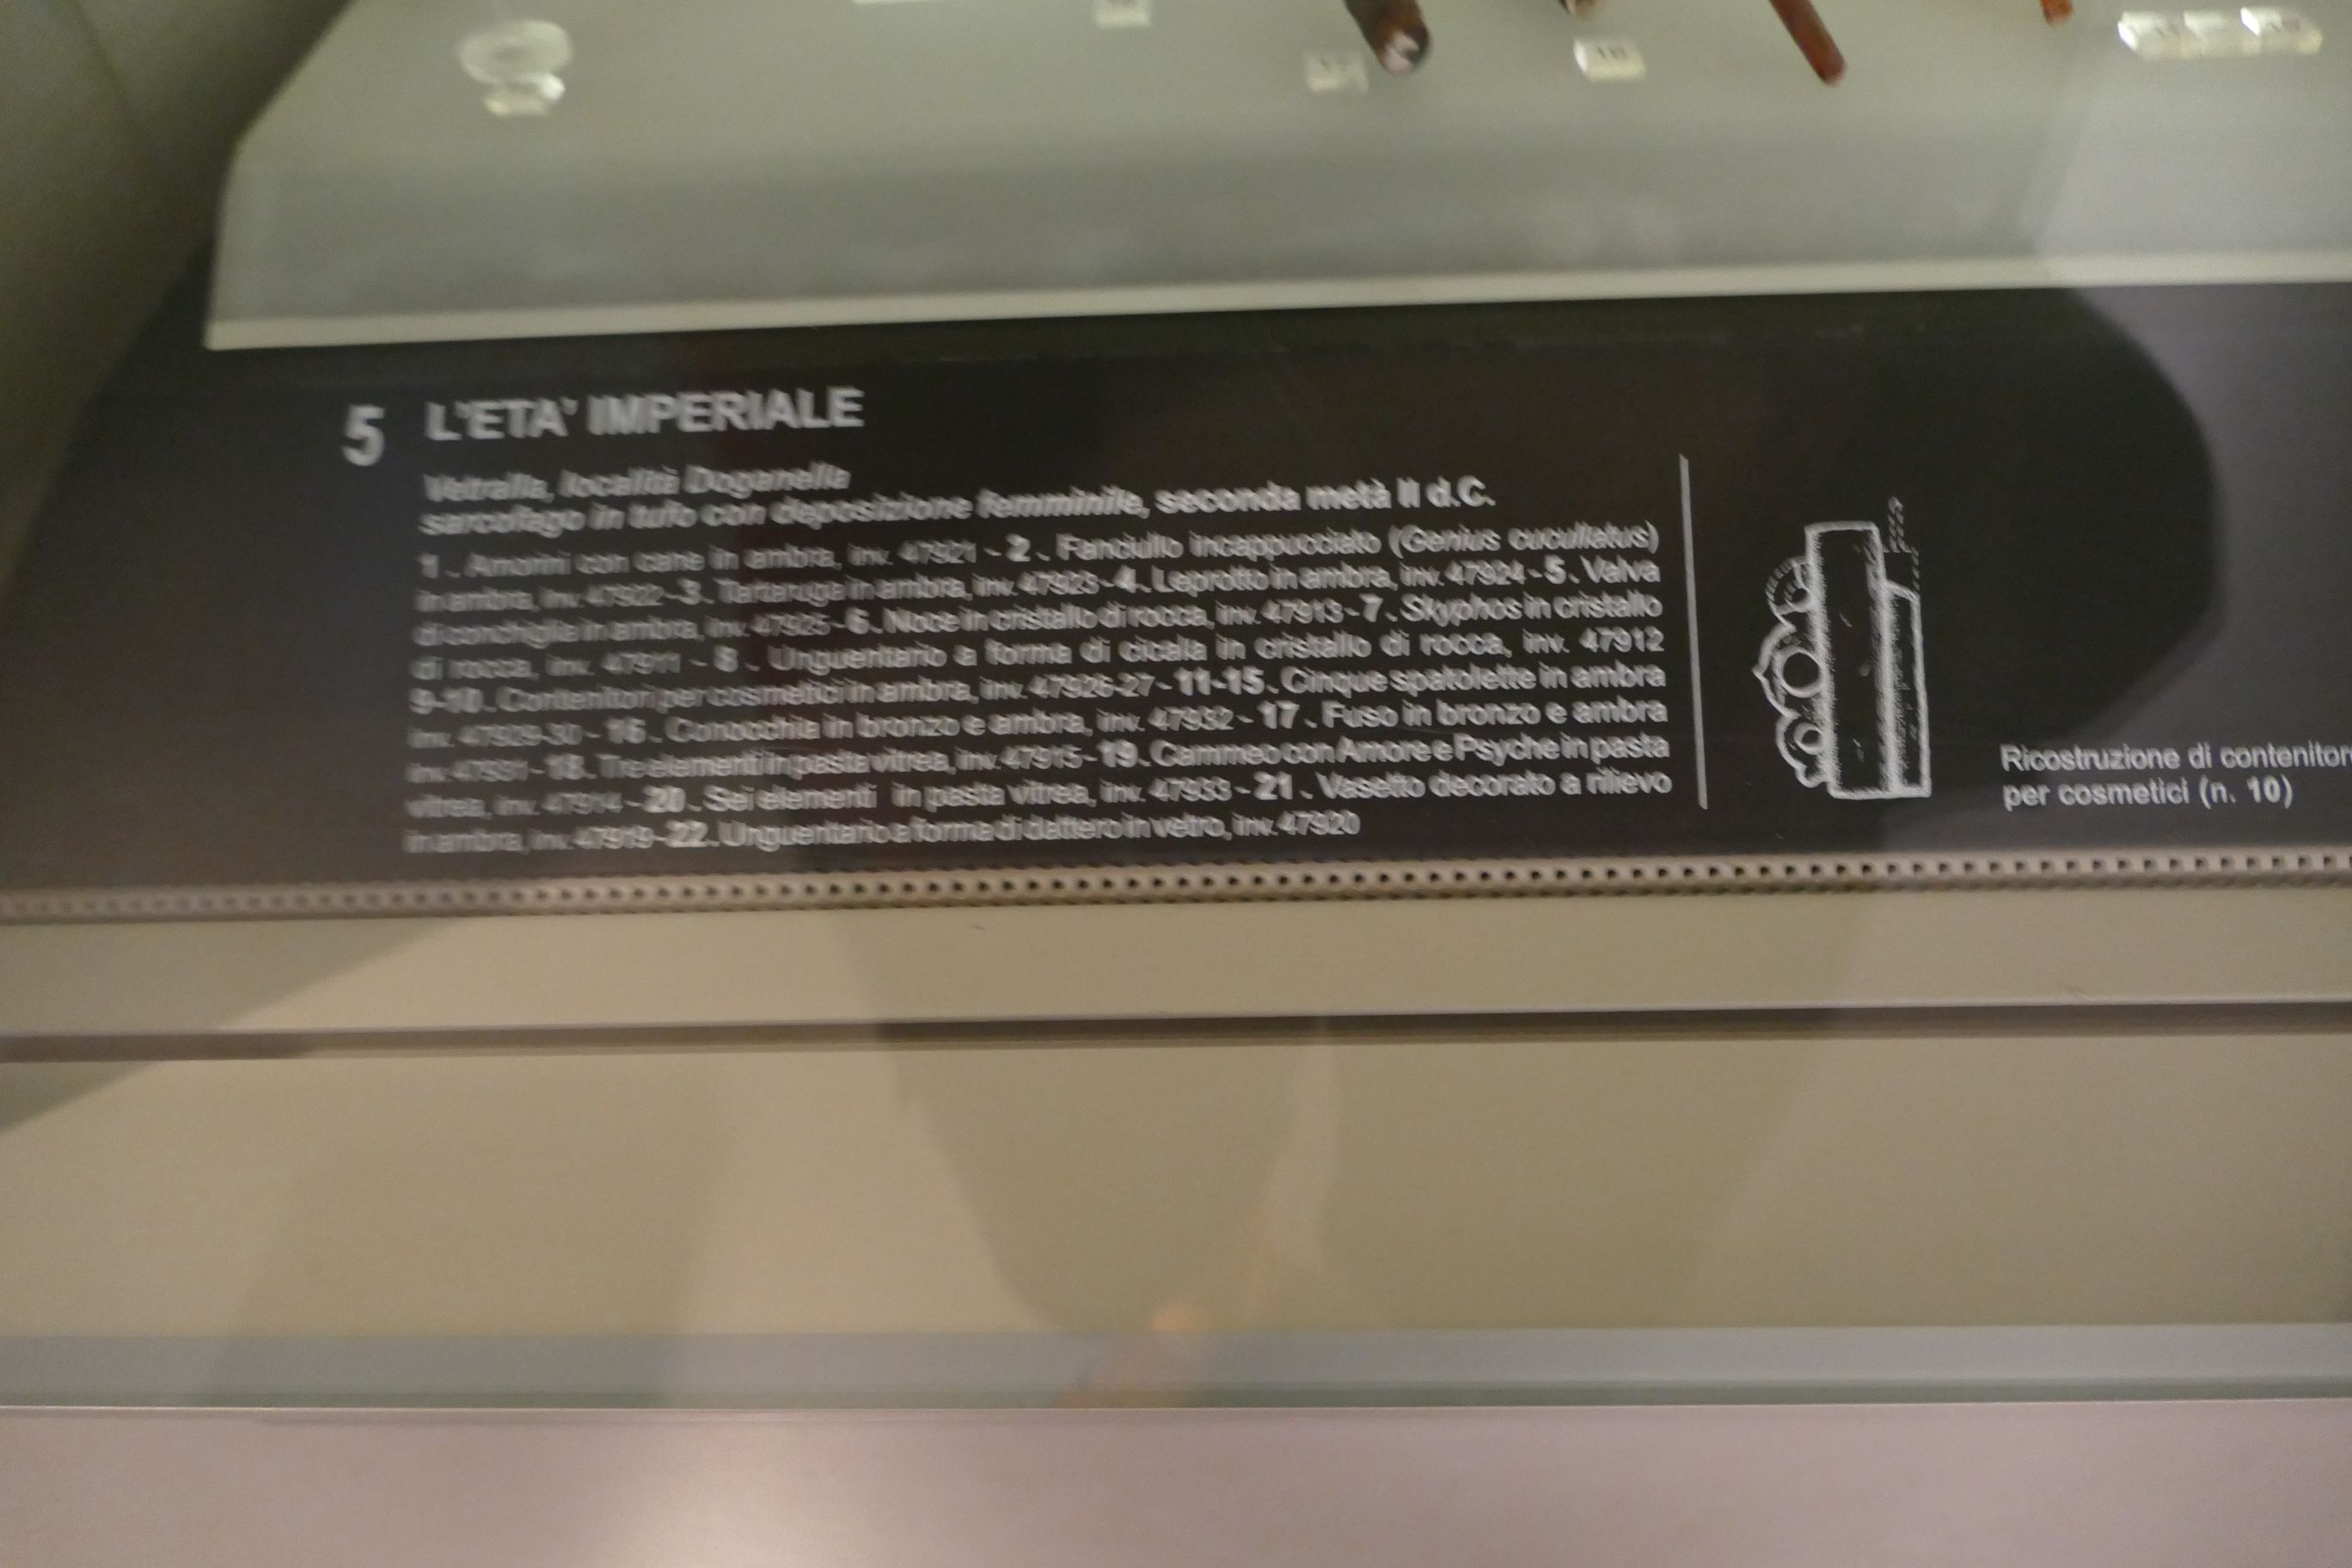 5 L'ETA' IMPERIALE
Vetralla, località Doganella
sarcofago in tufo con deposizione femminile, seconda metà II d.C.
1 . Amorini con cane in ambra, inv. 47921 - 2 . Fanciullo incappucciato (Genius cucullatus)
in ambra, inv. 47922 - 3 . Tartaruga in ambra, inv. 47923 - 4 . Leprotto in ambra, inv. 47924 - 5 . Valva
di conchiglia in ambra, inv. 47925 - 6 . Noce in cristallo di rocca, inv. 47913 - 7 . Skyphos in cristallo
di rocca, inv. 47911 - 8 . Unguentario a forma di cicala in cristallo di rocca, inv. 47912
9-10 . Contenitori per cosmetici in ambra, inv. 47926-27 - 11-15 . Cinque spatolette in ambra
inv. 47929-30 - 16 . Conocchia in bronzo e ambra, inv. 47932 - 17 . Fuso in bronzo e ambra
inv. 47931 - 18 . Tre elementi in pasta vitrea, inv. 47915 - 19 . Cammeo con Amore e Psyche in pasta
vitrea, inv. 47914 - 20 . Sei elementi in pasta vitrea, inv. 47933 - 21 . Vasetto decorato a rilievo
in ambra, inv. 47919 - 22 . Unguentario a forma di dattero in vetro, inv. 47920
Ricostruzione di contenitor
per cosmetici (n. 10)